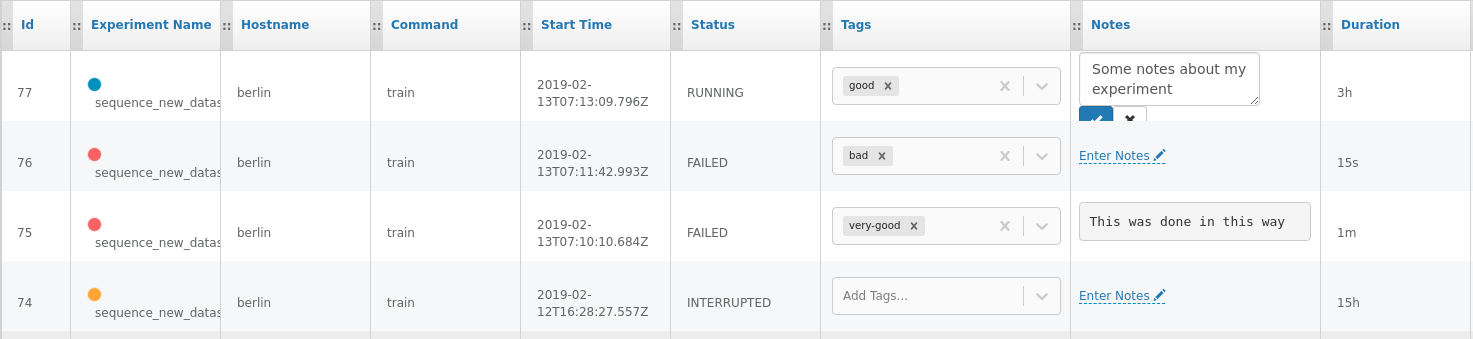 Id Experiment Name Hostname Command Start Time Status Tags Notes Duration
77 sequence_new_datas berlin train 2019-02-
13T07:13:09.796Z RUNNING good Some notes about my
experiment 3h
76 sequence_new_datas berlin train 2019-02-
13T07:11:42.993Z FAILED bad Enter Notes 15s
75 sequence_new_datas berlin train 2019-02-
13T07:10:10.684Z FAILED very-good This was done in this way 1m
74 sequence_new_datas berlin train 2019-02-
12T16:28:27.557Z INTERRUPTED Add Tags... Enter Notes 15h